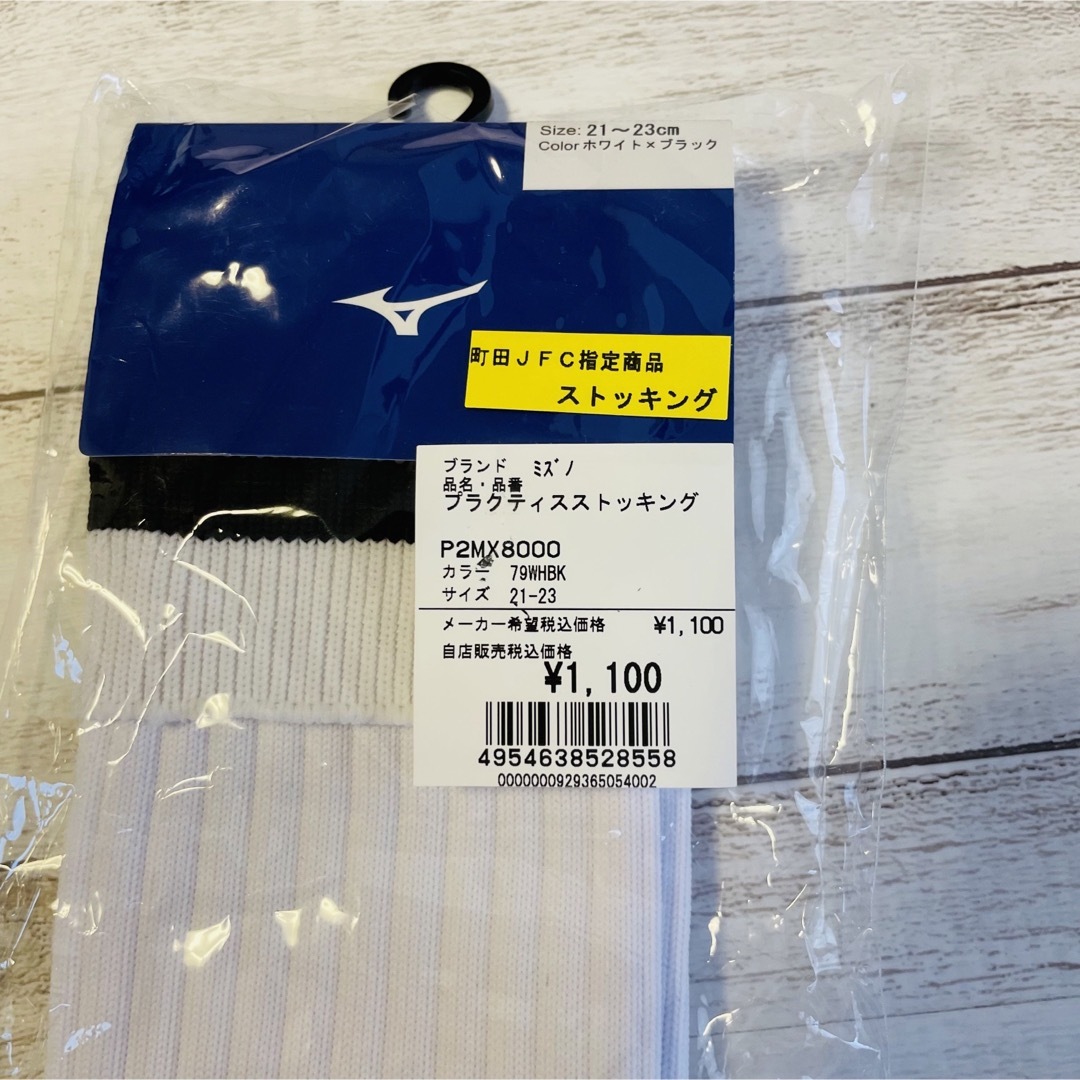 Size: 21～23cm
Color ホワイト×ブラック
町田ＪＦＣ指定商品
ストッキング
ブランド ﾐｽﾞﾉ
品名・品番
プラクティスストッキング
P2MX8000
カラー 79WHBK
サイズ 21-23
メーカー希望税込価格 ¥1,100
自店販売税込価格
¥1,100
4954638528558
0000000929365054002